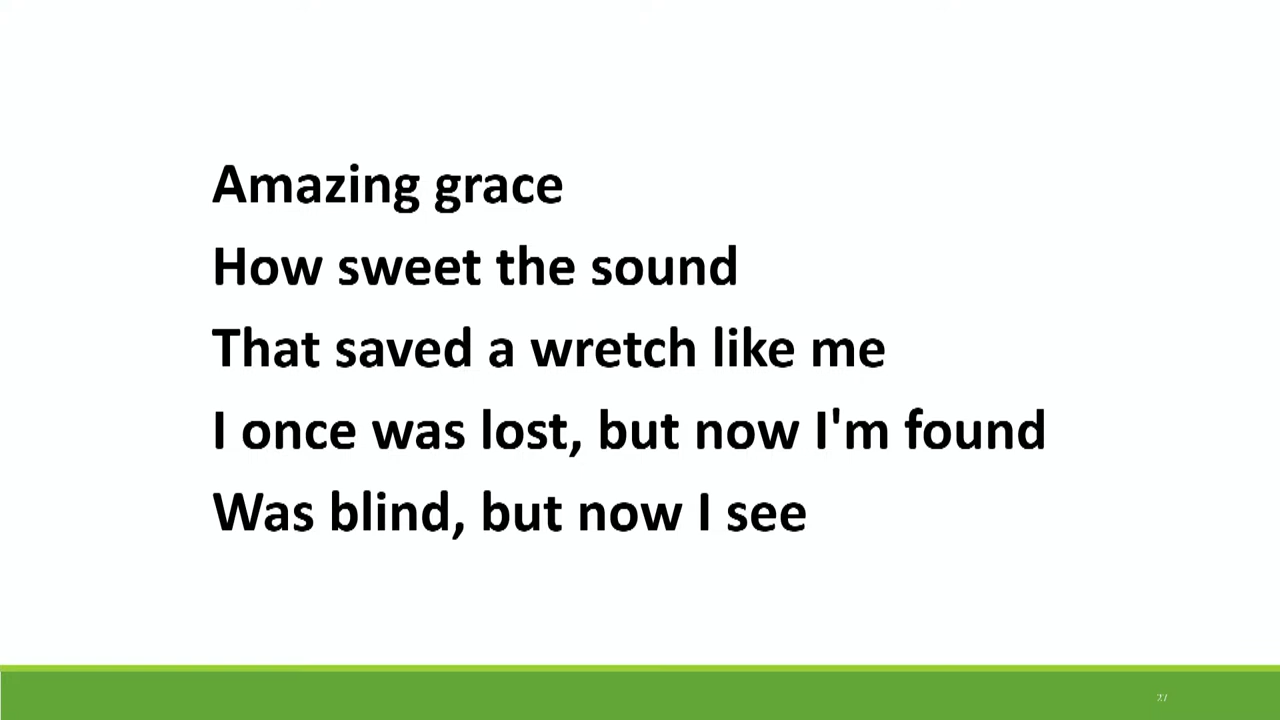 Amazing grace
How sweet the sound
That saved a wretch like me
I once was lost, but now I'm found
Was blind, but now I see